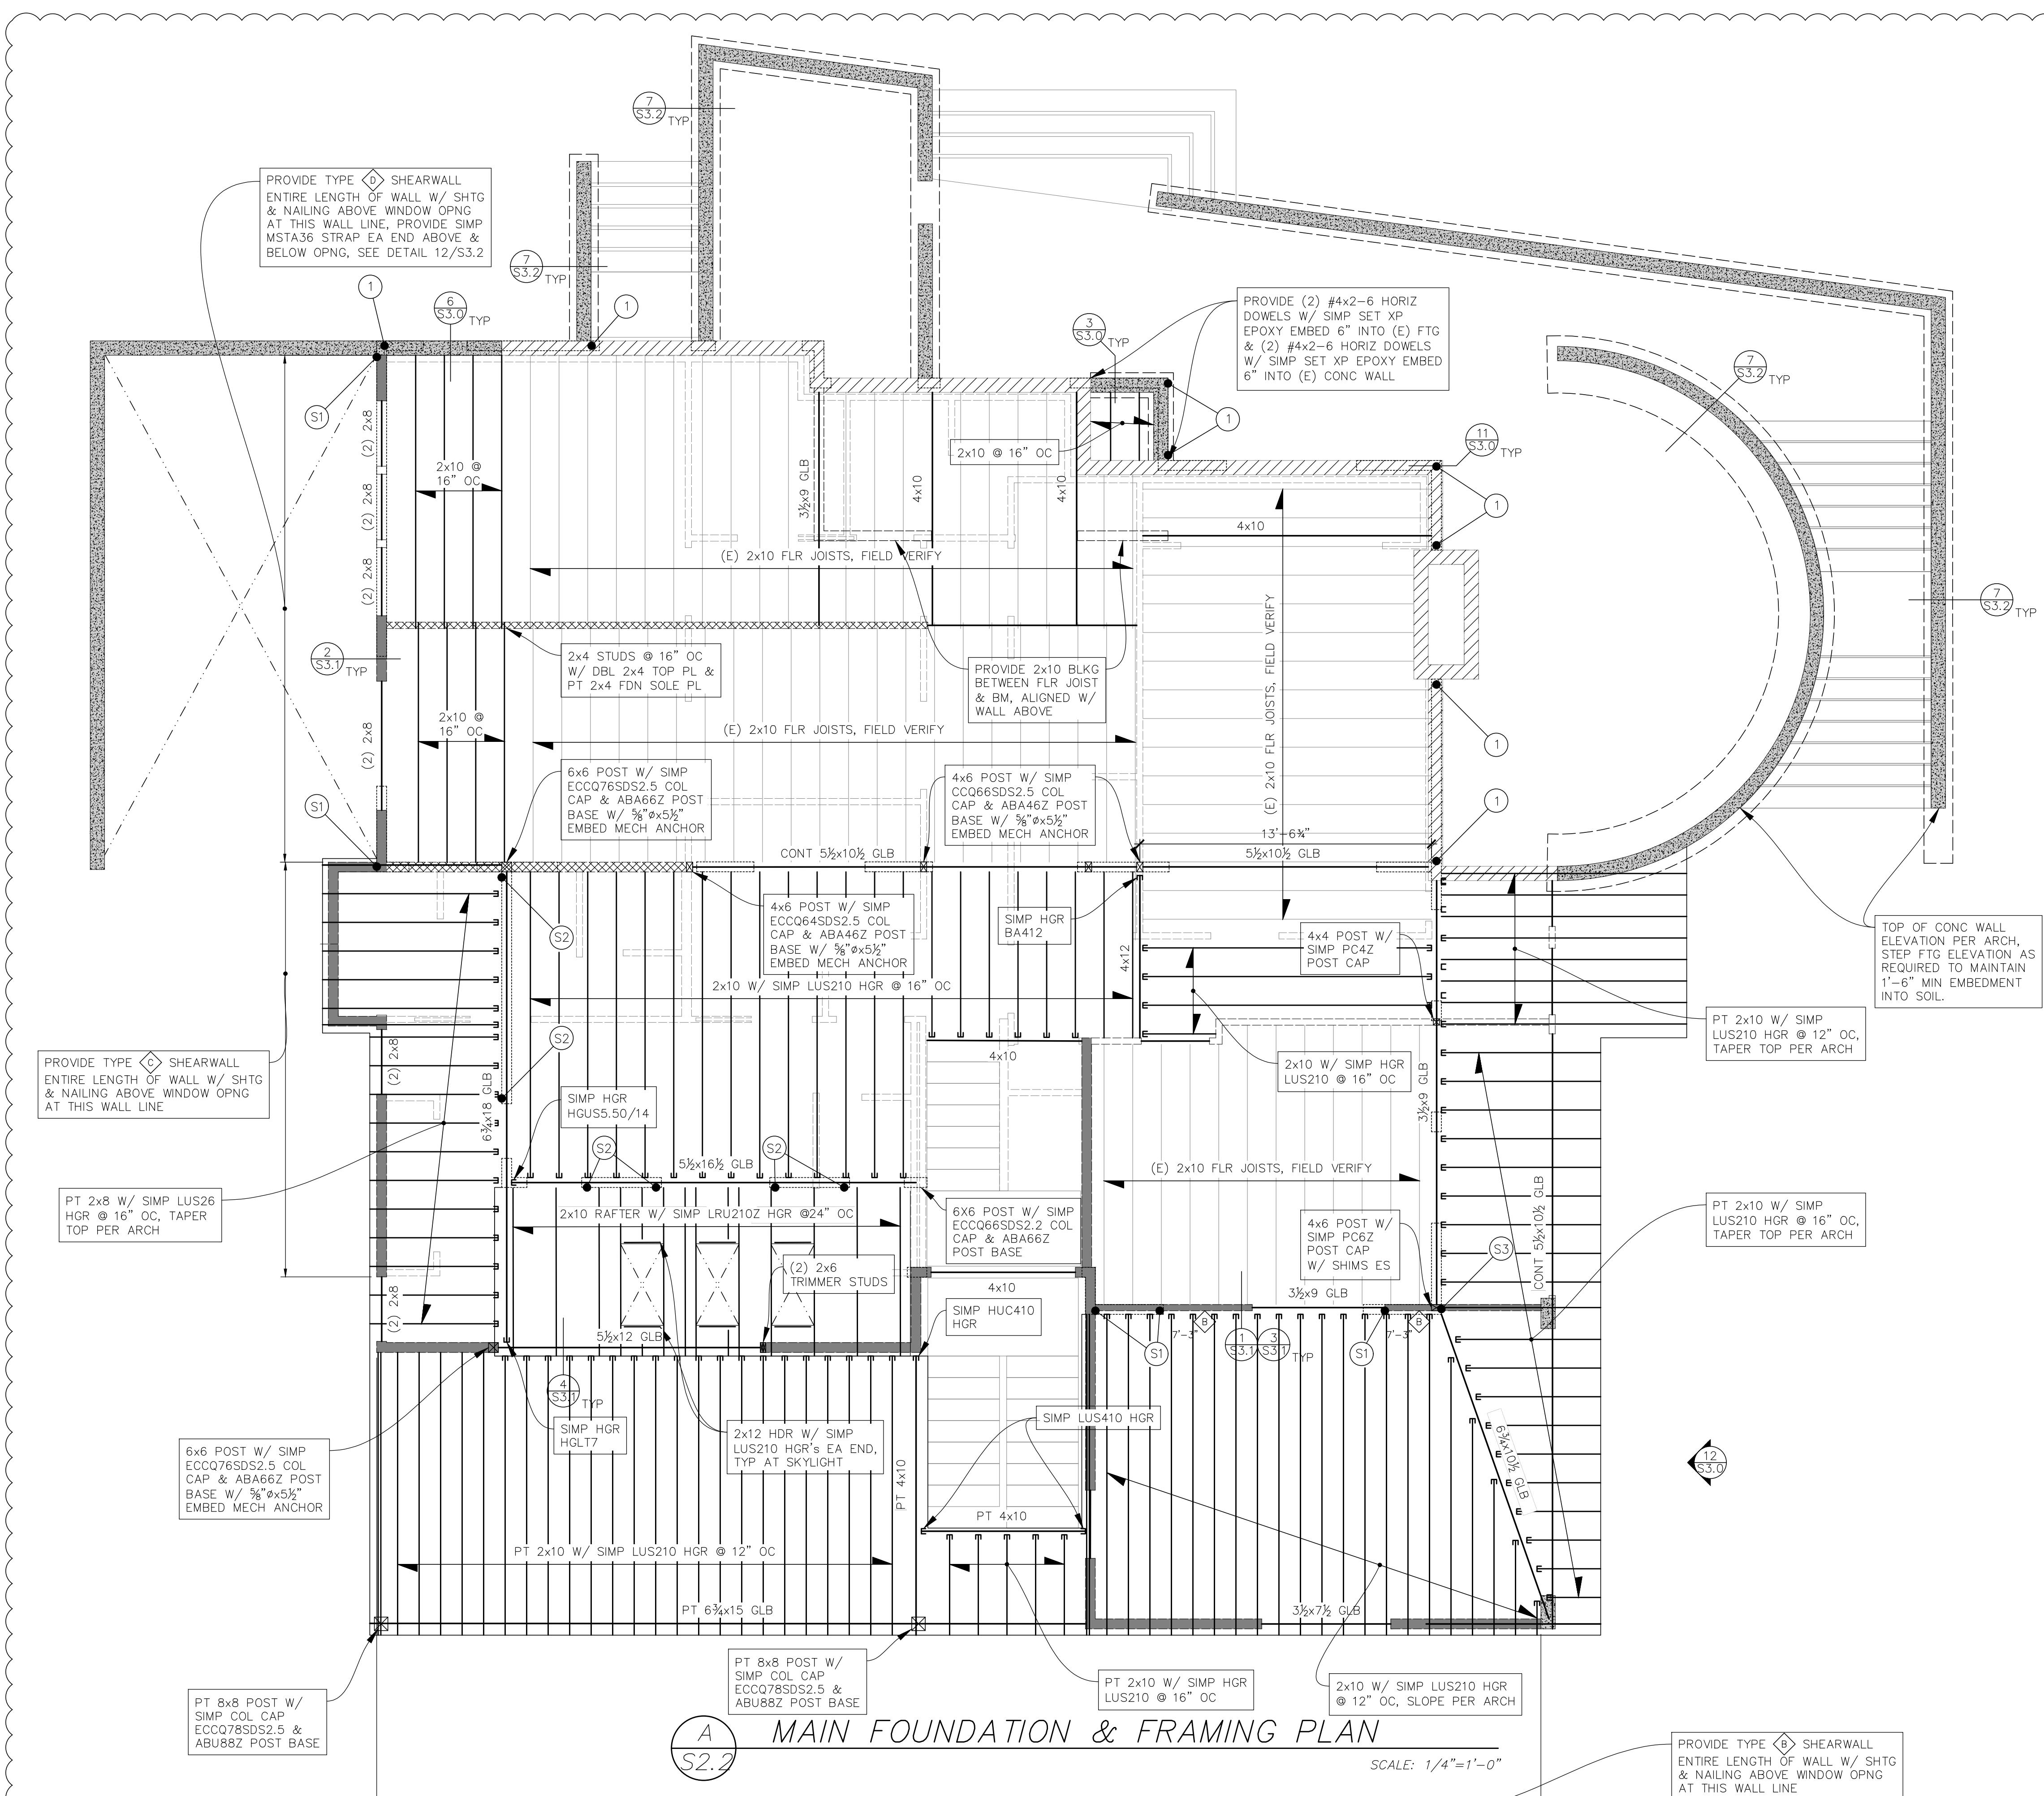 7
S3.2 TYP
PROVIDE TYPE D SHEARWALL
ENTIRE LENGTH OF WALL W/ SHTG
& NAILING ABOVE WINDOW OPNG
AT THIS WALL LINE, PROVIDE SIMP
MSTA36 STRAP EA END ABOVE &
BELOW OPNG, SEE DETAIL 12/S3.2
7
S3.2 TYP
1
6
S3.0 TYP
1
3
S3.0 TYP
PROVIDE (2) #4x2-6 HORIZ
DOWELS W/ SIMP SET XP
EPOXY EMBED 6" INTO (E) FTG
& (2) #4x2-6 HORIZ DOWELS
W/ SIMP SET XP EPOXY EMBED
6" INTO (E) CONC WALL
7
S3.2 TYP
S1
(2) 2x8
2x10 @
16" OC
(2) 2x8
(2) 2x8
3½x9 GLB
4x10
2x10 @ 16" OC
4x10
1
11
S3.0 TYP
1
4x10
(E) 2x10 FLR JOISTS, FIELD VERIFY
7
S3.2 TYP
2
S3.1 TYP
2x4 STUDS @ 16" OC
W/ DBL 2x4 TOP PL &
PT 2x4 FDN SOLE PL
PROVIDE 2x10 BLKG
BETWEEN FLR JOIST
& BM, ALIGNED W/
WALL ABOVE
(E) 2x10 FLR JOISTS, FIELD VERIFY
2x10 @
16" OC
(2) 2x8
(E) 2x10 FLR JOISTS, FIELD VERIFY
1
S1
6x6 POST W/ SIMP
ECCQ76SDS2.5 COL
CAP & ABA66Z POST
BASE W/ ⅝"øx5½"
EMBED MECH ANCHOR
4x6 POST W/ SIMP
CCQ66SDS2.5 COL
CAP & ABA46Z POST
BASE W/ ⅝"øx5½"
EMBED MECH ANCHOR
1
13'-6¾"
CONT 5½x10½ GLB
5½x10½ GLB
S2
4x6 POST W/ SIMP
ECCQ64SDS2.5 COL
CAP & ABA46Z POST
BASE W/ ⅝"øx5½"
EMBED MECH ANCHOR
SIMP HGR
BA412
4x12
4x4 POST W/
SIMP PC4Z
POST CAP
TOP OF CONC WALL
ELEVATION PER ARCH,
STEP FTG ELEVATION AS
REQUIRED TO MAINTAIN
1'-6" MIN EMBEDMENT
INTO SOIL.
2x10 W/ SIMP LUS210 HGR @ 16" OC
PT 2x10 W/ SIMP
LUS210 HGR @ 12" OC,
TAPER TOP PER ARCH
S2
PROVIDE TYPE C SHEARWALL
ENTIRE LENGTH OF WALL W/ SHTG
& NAILING ABOVE WINDOW OPNG
AT THIS WALL LINE
(2) 2x8
4x10
2x10 W/ SIMP HGR
LUS210 @ 16" OC
6¾x18 GLB
SIMP HGR
HGUS5.50/14
3½x9 GLB
S2
S2
5½x16½ GLB
(E) 2x10 FLR JOISTS, FIELD VERIFY
PT 2x8 W/ SIMP LUS26
HGR @ 16" OC, TAPER
TOP PER ARCH
2x10 RAFTER W/ SIMP LRU210Z HGR @24" OC
6X6 POST W/ SIMP
ECCQ66SDS2.2 COL
CAP & ABA66Z
POST BASE
4x6 POST W/
SIMP PC6Z
POST CAP
W/ SHIMS ES
S3
CONT 5½x10½ GLB
PT 2x10 W/ SIMP
LUS210 HGR @ 16" OC,
TAPER TOP PER ARCH
(2) 2x8
(2) 2x6
TRIMMER STUDS
4x10
SIMP HUC410
HGR
3½x9 GLB
5½x12 GLB
S1
7'-3"
B
1
S3.1
3
S3.1 TYP
S1
7'-3"
B
4
S3.1 TYP
SIMP HGR
HGLT7
2x12 HDR W/ SIMP
LUS210 HGR's EA END,
TYP AT SKYLIGHT
SIMP LUS410 HGR
6¾x10½ GLB
12
S3.0
6x6 POST W/ SIMP
ECCQ76SDS2.5 COL
CAP & ABA66Z POST
BASE W/ ⅝"øx5½"
EMBED MECH ANCHOR
PT 4x10
PT 4x10
PT 2x10 W/ SIMP LUS210 HGR @ 12" OC
PT 6¾x15 GLB
3½x7½ GLB
PT 8x8 POST W/
SIMP COL CAP
ECCQ78SDS2.5 &
ABU88Z POST BASE
PT 8x8 POST W/
SIMP COL CAP
ECCQ78SDS2.5 &
ABU88Z POST BASE
PT 2x10 W/ SIMP HGR
LUS210 @ 16" OC
2x10 W/ SIMP LUS210 HGR
@ 12" OC, SLOPE PER ARCH
A
S2.2
MAIN FOUNDATION & FRAMING PLAN
SCALE: 1/4"=1'-0"
PROVIDE TYPE B SHEARWALL
ENTIRE LENGTH OF WALL W/ SHTG
& NAILING ABOVE WINDOW OPNG
AT THIS WALL LINE